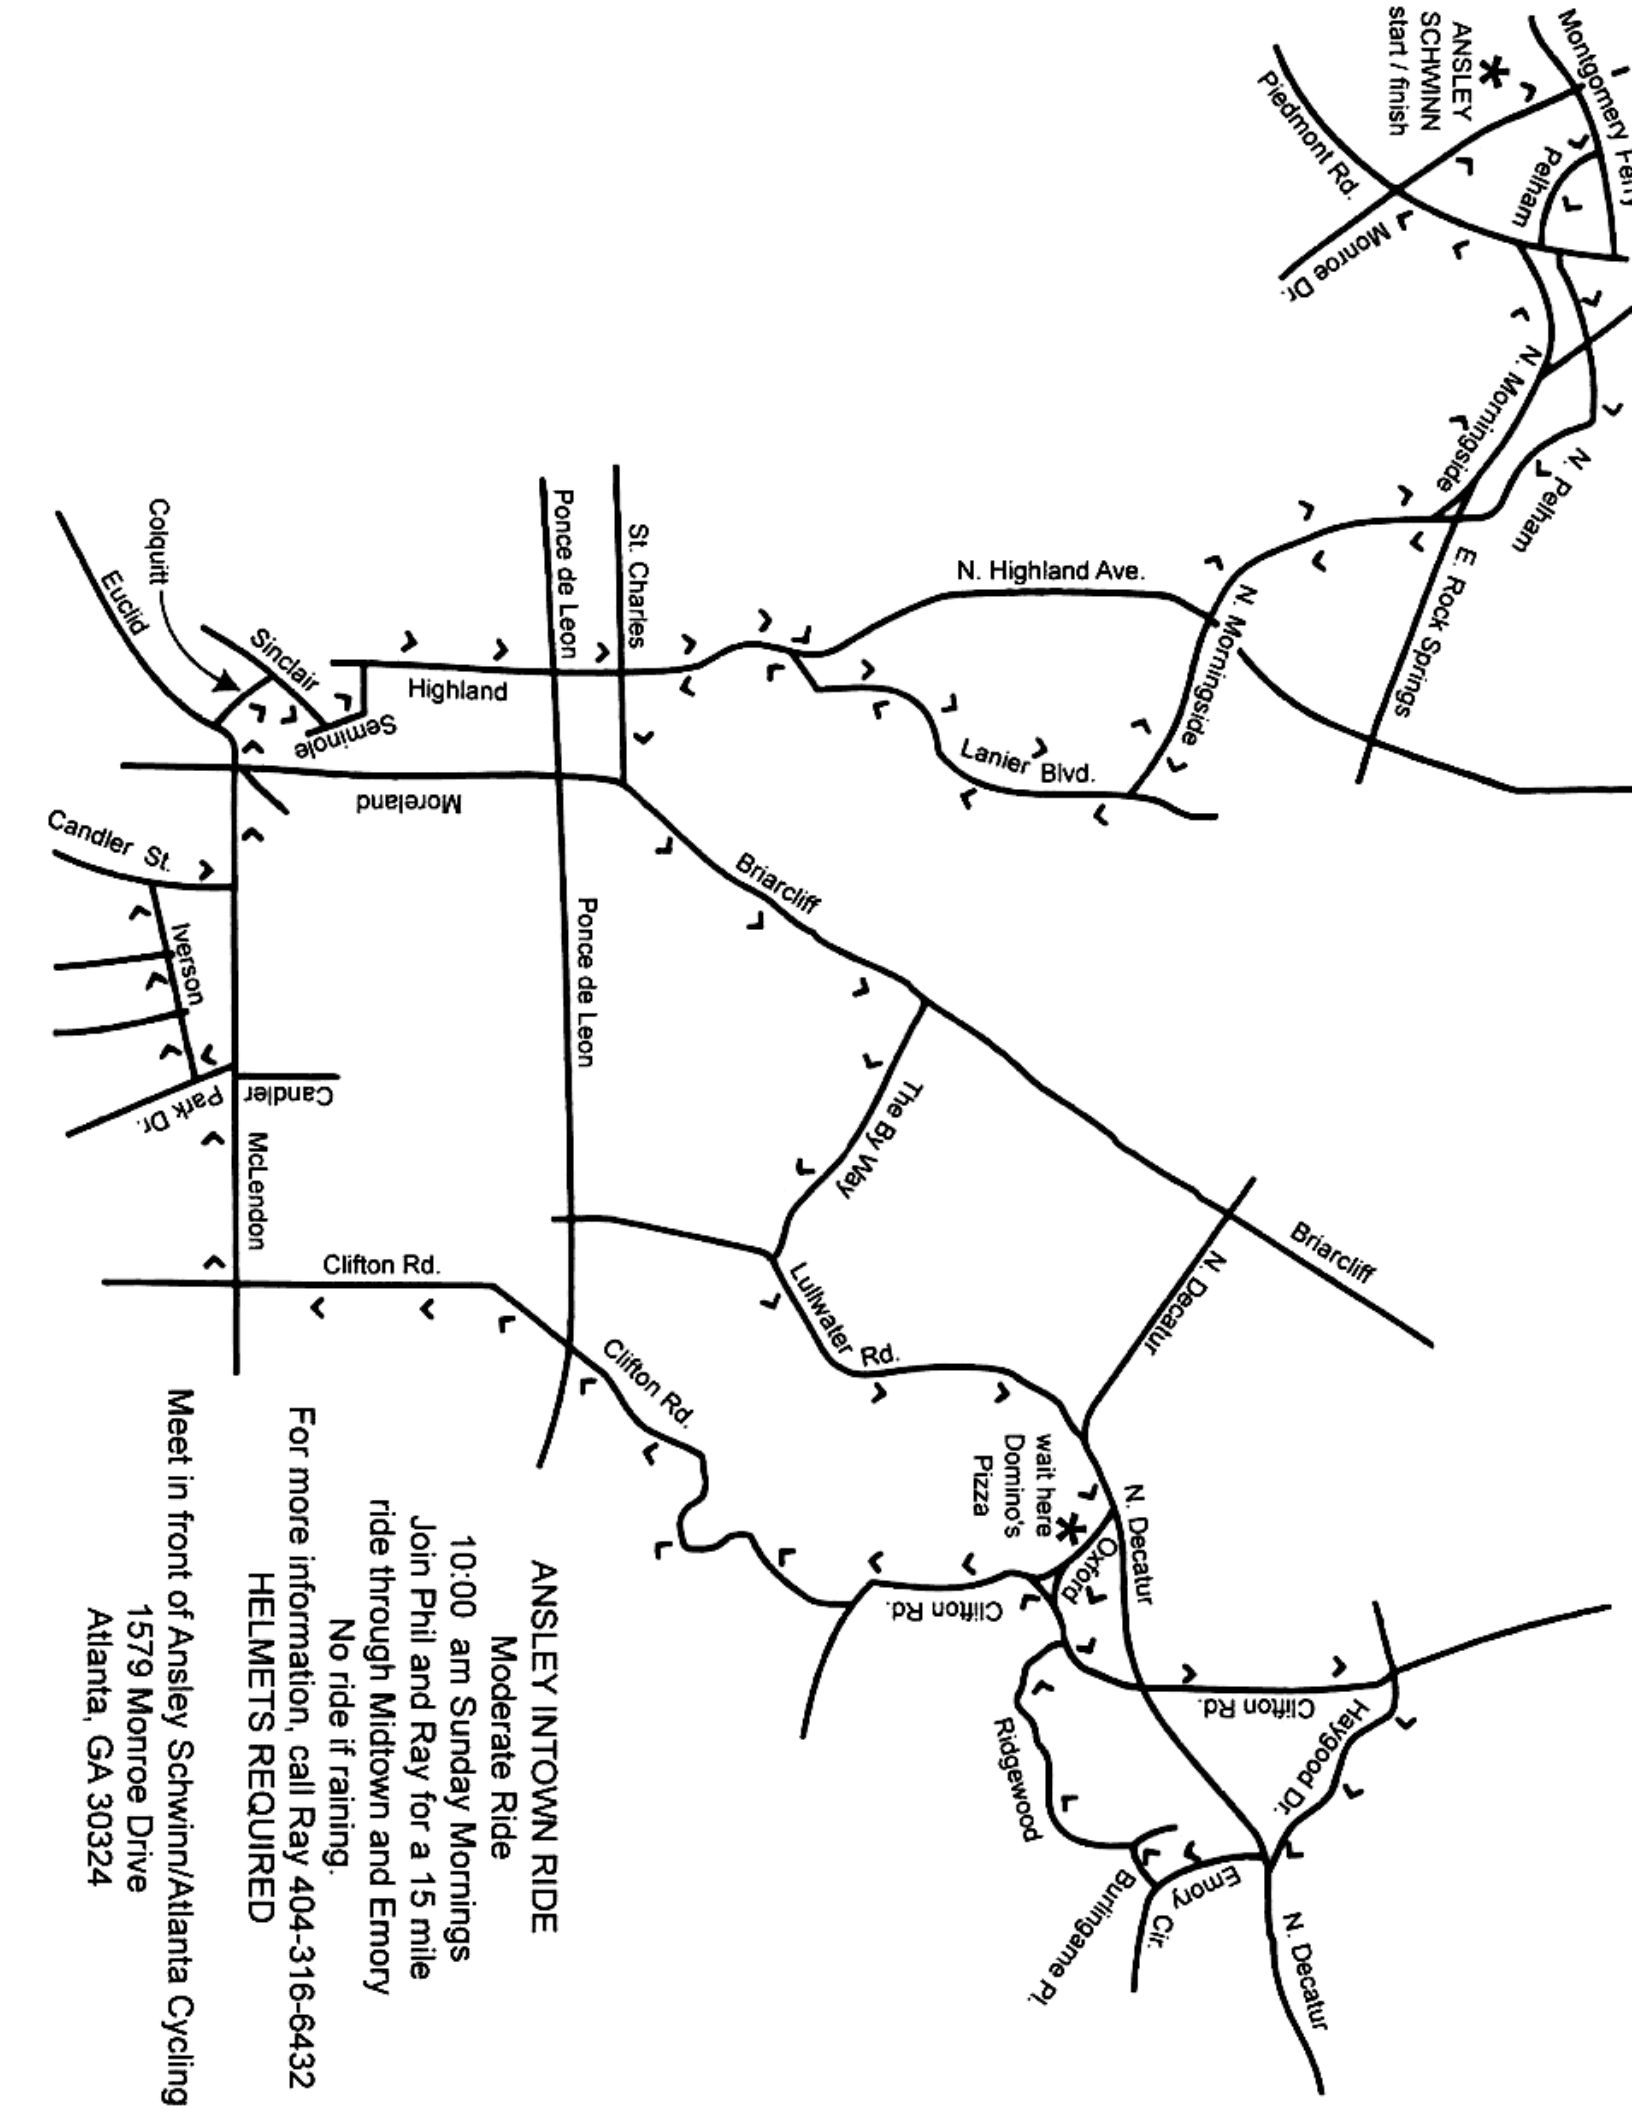 Montgomery Ferry
ANSLEY
SCHWINN
start / finish
Piedmont Rd.
Pelham
Monroe Dr.
N. Morningside
N. Pelham
E. Rock Springs
N. Highland Ave.
N. Morningside
Lanier Blvd.
St. Charles
Ponce de Leon
Highland
Colquitt
Euclid
Sinclair
Seminole
Moreland
Candler St.
Iverson
Park Dr.
Candler
McLendon
Briarcliff
Ponce de Leon
The By Way
Lullwater Rd.
Briarcliff
N. Decatur
Clifton Rd.
Clifton Rd.
wait here
Domino's
Pizza
N. Decatur
Oxford
Clifton Rd.
Clifton Rd.
Haygood Dr.
Ridgewood
Emory
Cir.
Burlingame Pl.
N. Decatur
ANSLEY INTOWN RIDE
Moderate Ride
10:00 am Sunday Mornings
Join Phil and Ray for a 15 mile
ride through Midtown and Emory
No ride if raining.
For more information, call Ray 404-316-6432
HELMETS REQUIRED
Meet in front of Ansley Schwinn/Atlanta Cycling
1579 Monroe Drive
Atlanta, GA 30324